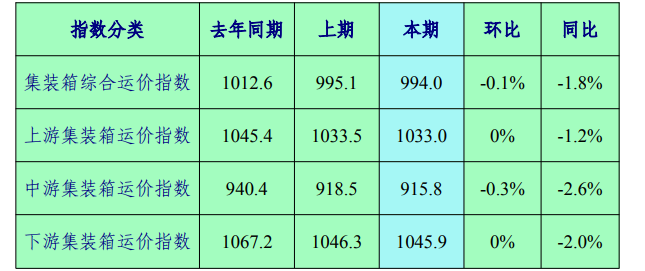 指数分类 去年同期 上期 本期 环比 同比
集装箱综合运价指数 1012.6 995.1 994.0 -0.1% -1.8%
上游集装箱运价指数 1045.4 1033.5 1033.0 0% -1.2%
中游集装箱运价指数 940.4 918.5 915.8 -0.3% -2.6%
下游集装箱运价指数 1067.2 1046.3 1045.9 0% -2.0%